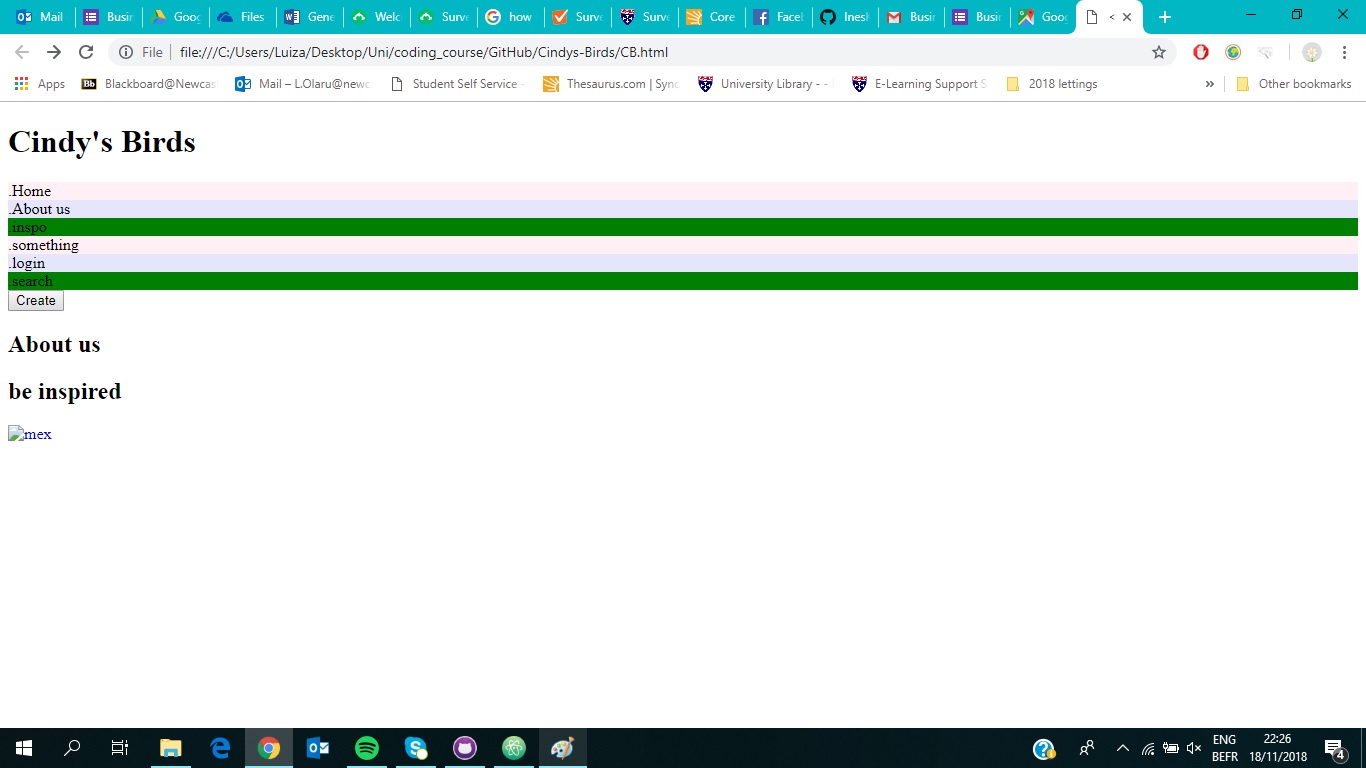 Mail Busir Goog Files Gene Welc Surve how Surve Surve Core Facel Inesl Busir Busir Goog <
File file:///C:/Users/Luiza/Desktop/Uni/coding_course/GitHub/Cindys-Birds/CB.html
Apps Blackboard@Newcas Mail – L.Olaru@newc Student Self Service - Thesaurus.com | Sync University Library - - E-Learning Support S 2018 lettings » Other bookmarks
Cindy's Birds
.Home
.About us
.inspo
.something
.login
.search
Create
About us
be inspired
mex
ENG 22:26
BEFR 18/11/2018 4